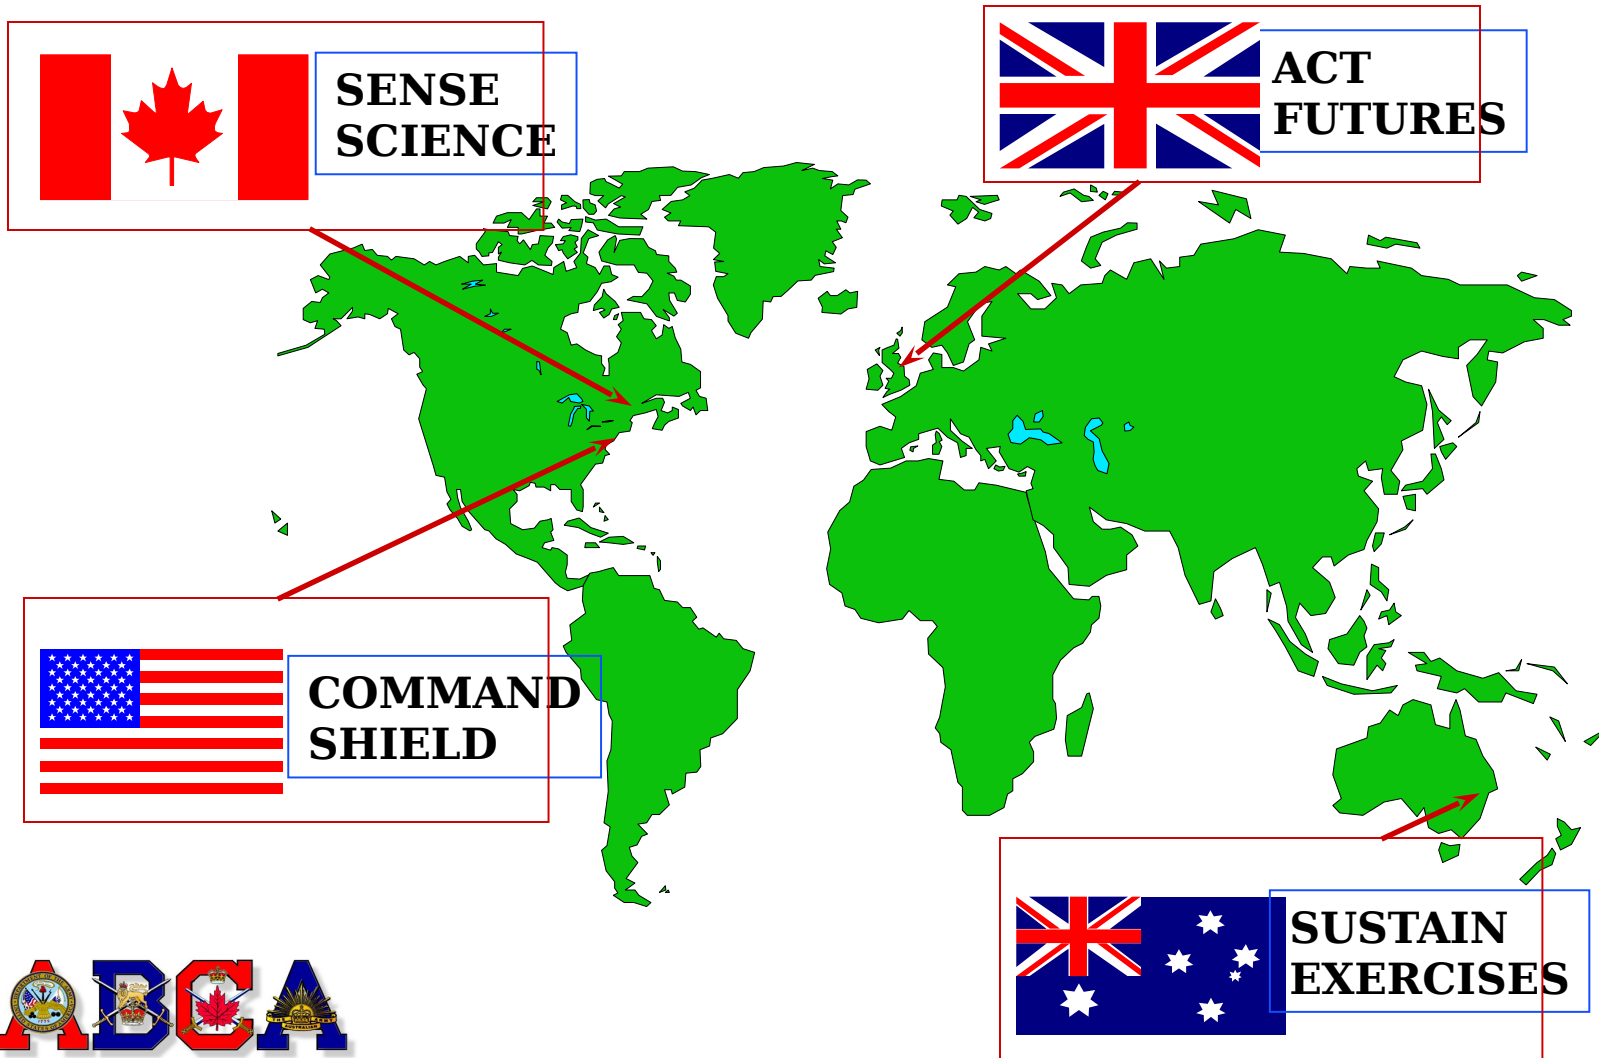 SENSE
SCIENCE
ACT
FUTURES
COMMAND
SHIELD
SUSTAIN
EXERCISES
ABCA